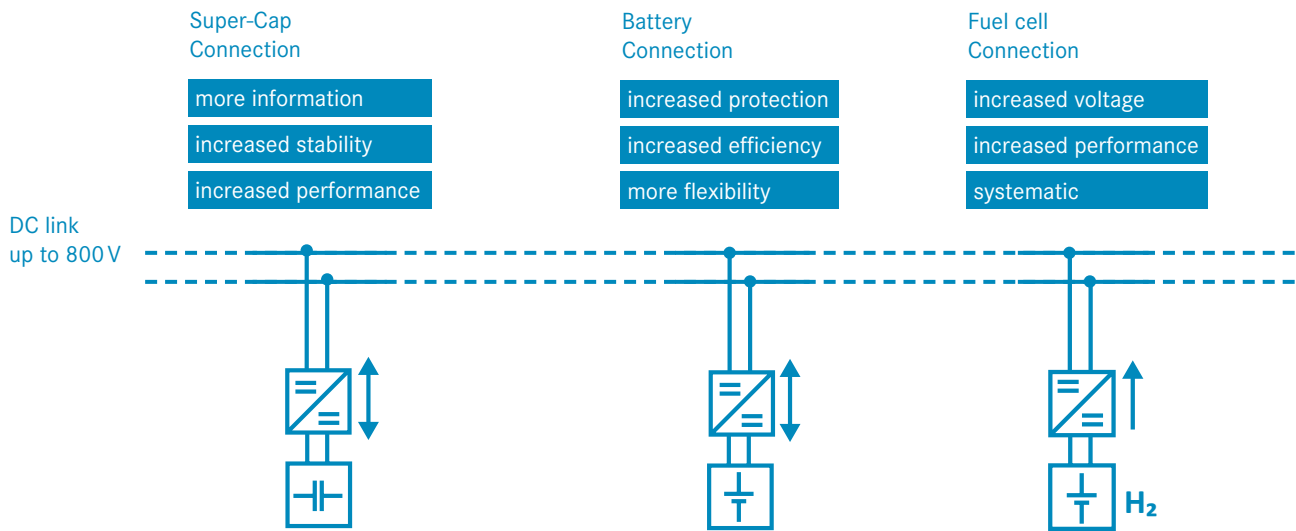 Super-Cap
Connection
more information
increased stability
increased performance
Battery
Connection
increased protection
increased efficiency
more flexibility
Fuel cell
Connection
increased voltage
increased performance
systematic
DC link
up to 800 V
H₂